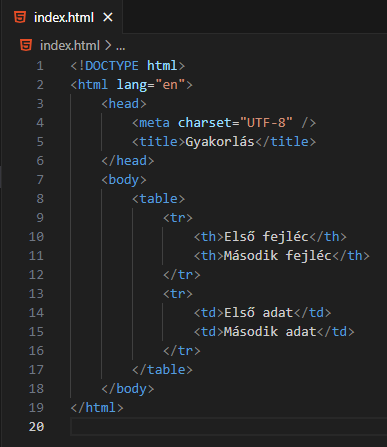 index.html ×
index.html > ...
1 <!DOCTYPE html>
2 <html lang="en">
3 <head>
4 <meta charset="UTF-8" />
5 <title>Gyakorlás</title>
6 </head>
7 <body>
8 <table>
9 <tr>
10 <th>Első fejléc</th>
11 <th>Második fejléc</th>
12 </tr>
13 <tr>
14 <td>Első adat</td>
15 <td>Második adat</td>
16 </tr>
17 </table>
18 </body>
19 </html>
20